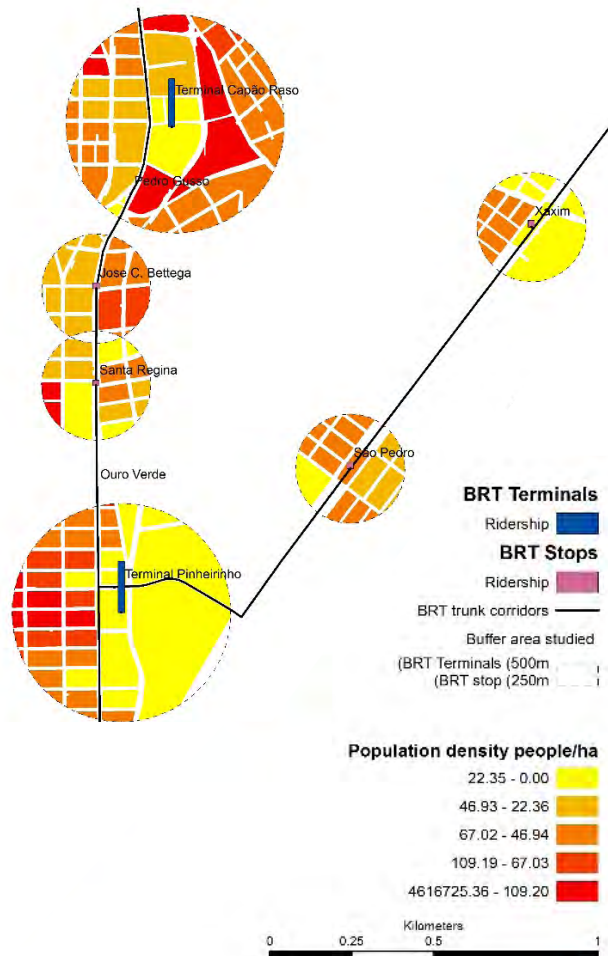 Terminal Capão Raso
Pedro Gusso
Xaxim
Jose C. Bettega
Santa Regina
São Pedro
Ouro Verde
Terminal Pinheirinho
BRT Terminals
Ridership
BRT Stops
Ridership
BRT trunk corridors
Buffer area studied
(BRT Terminals (500m
(BRT stop (250m
Population density people/ha
22.35 - 0.00
46.93 - 22.36
67.02 - 46.94
109.19 - 67.03
4616725.36 - 109.20
Kilometers
0 0.25 0.5 1